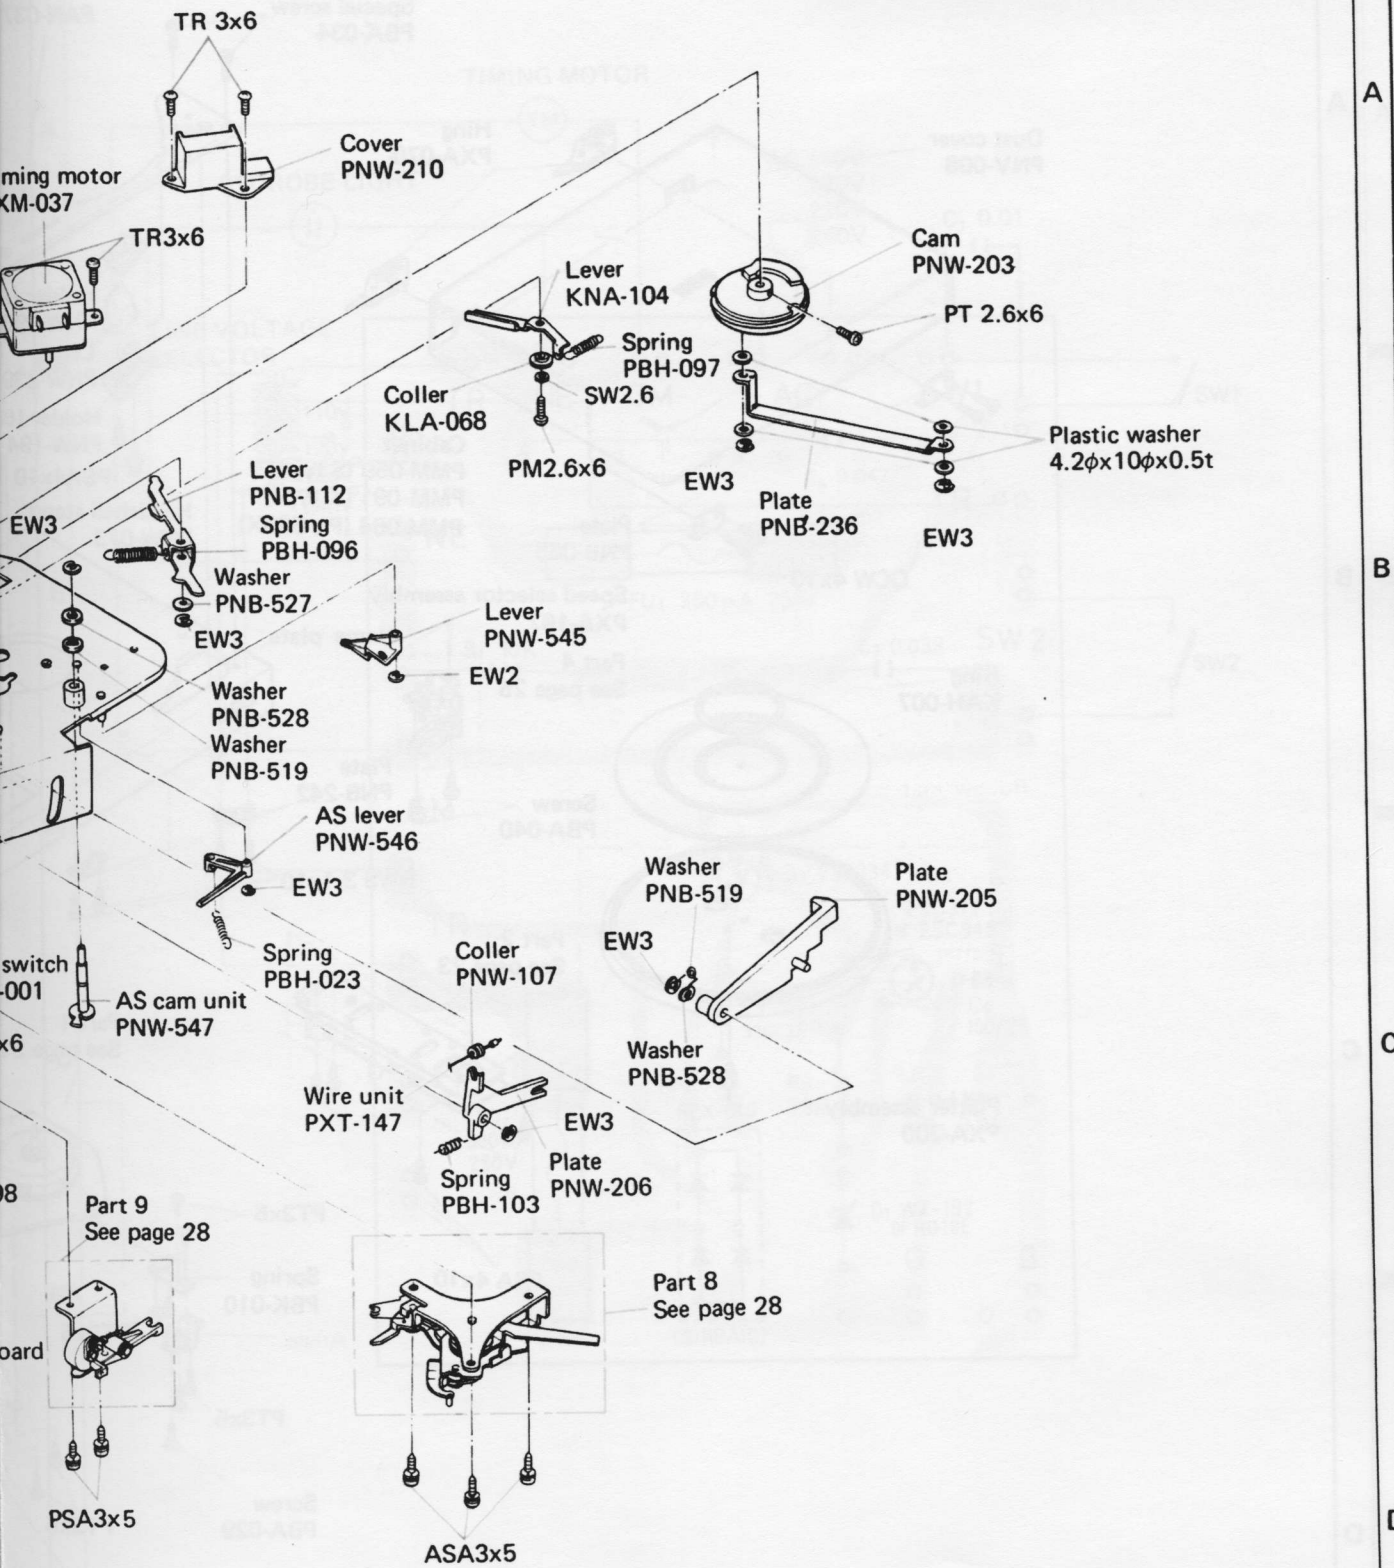 TR 3x6
A
Cover
PNW-210
ming motor
XM-037
TR3x6
Cam
PNW-203
Lever
KNA-104
PT 2.6x6
Spring
PBH-097
Coller
KLA-068
SW2.6
Plastic washer
4.2φx10φx0.5t
PM2.6x6
EW3
Plate
PNB-236
EW3
Lever
PNB-112
Spring
PBH-096
EW3
B
Washer
PNB-527
EW3
Lever
PNW-545
EW2
Washer
PNB-528
Washer
PNB-519
AS lever
PNW-546
EW3
Washer
PNB-519
Plate
PNW-205
EW3
Spring
PBH-023
Coller
PNW-107
switch
-001
AS cam unit
PNW-547
x6
C
Washer
PNB-528
Wire unit
PXT-147
EW3
Plate
PNW-206
Spring
PBH-103
98
Part 9
See page 28
Part 8
See page 28
oard
PSA3x5
ASA3x5
D